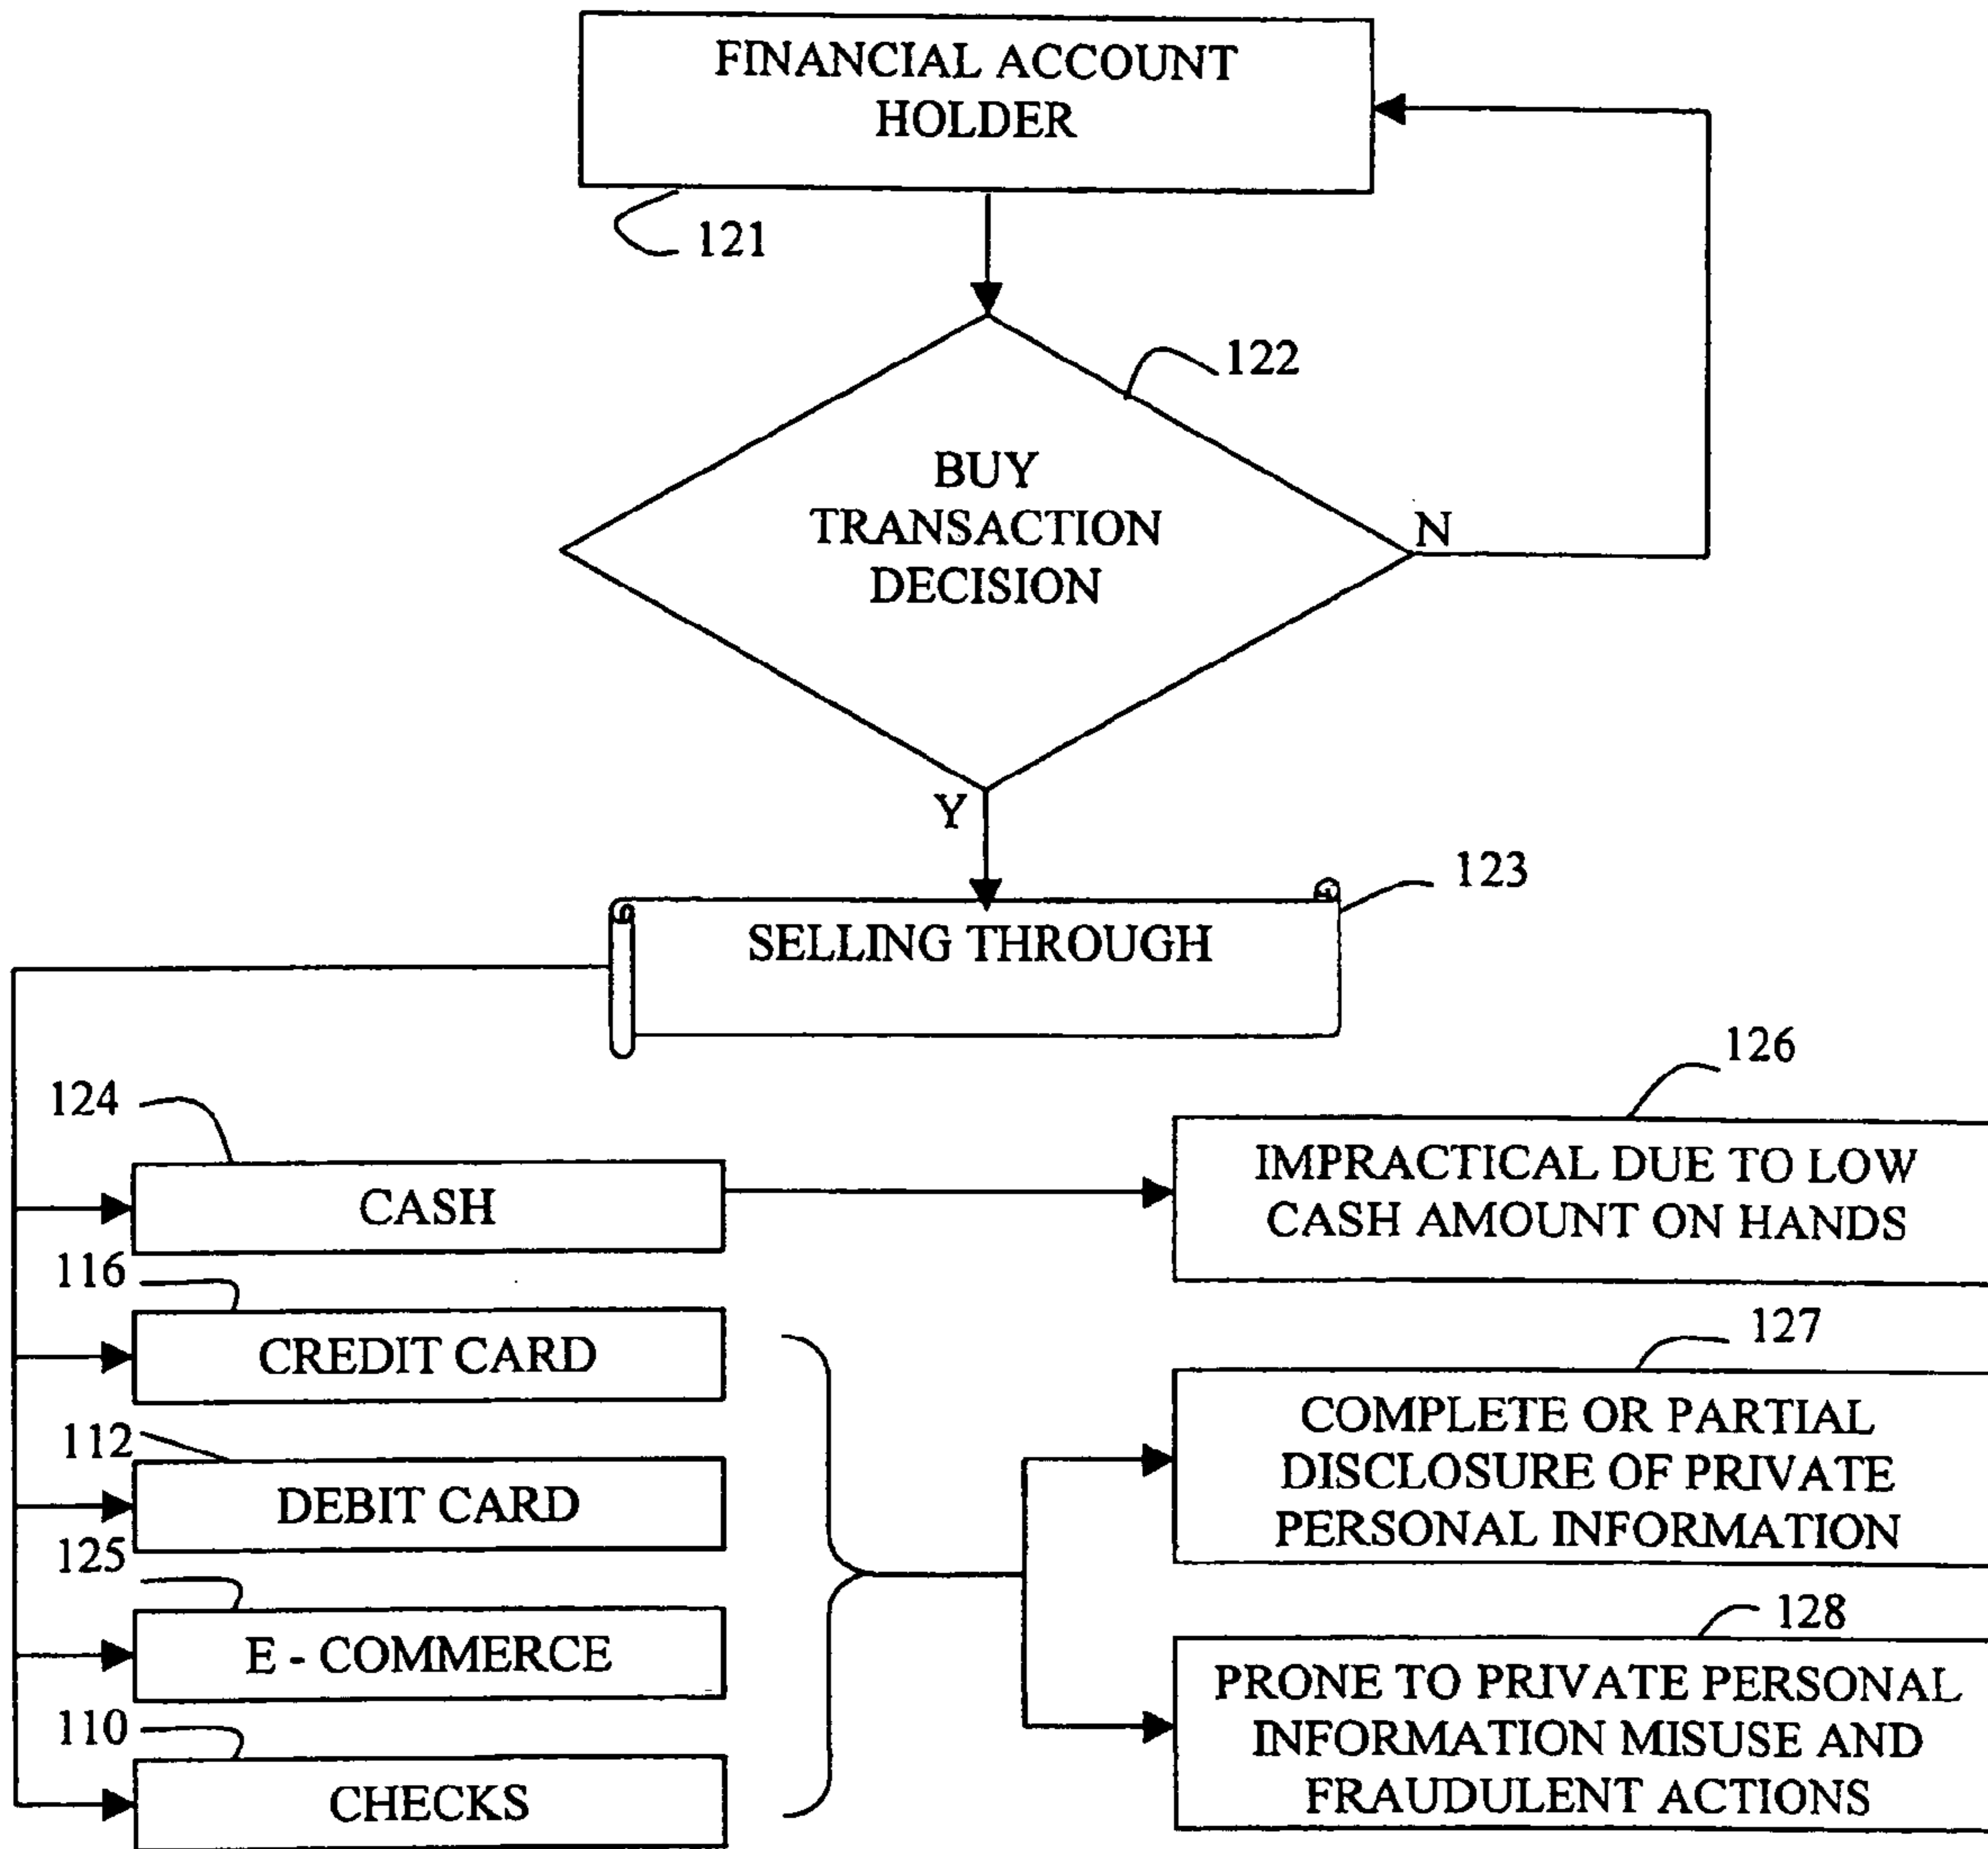 FINANCIAL ACCOUNT
HOLDER
121
122
BUY
TRANSACTION
DECISION
N
Y
123
SELLING THROUGH
126
124
IMPRACTICAL DUE TO LOW
CASH AMOUNT ON HANDS
CASH
116
127
CREDIT CARD
COMPLETE OR PARTIAL
DISCLOSURE OF PRIVATE
PERSONAL INFORMATION
112
DEBIT CARD
125
128
E - COMMERCE
PRONE TO PRIVATE PERSONAL
INFORMATION MISUSE AND
FRAUDULENT ACTIONS
110
CHECKS